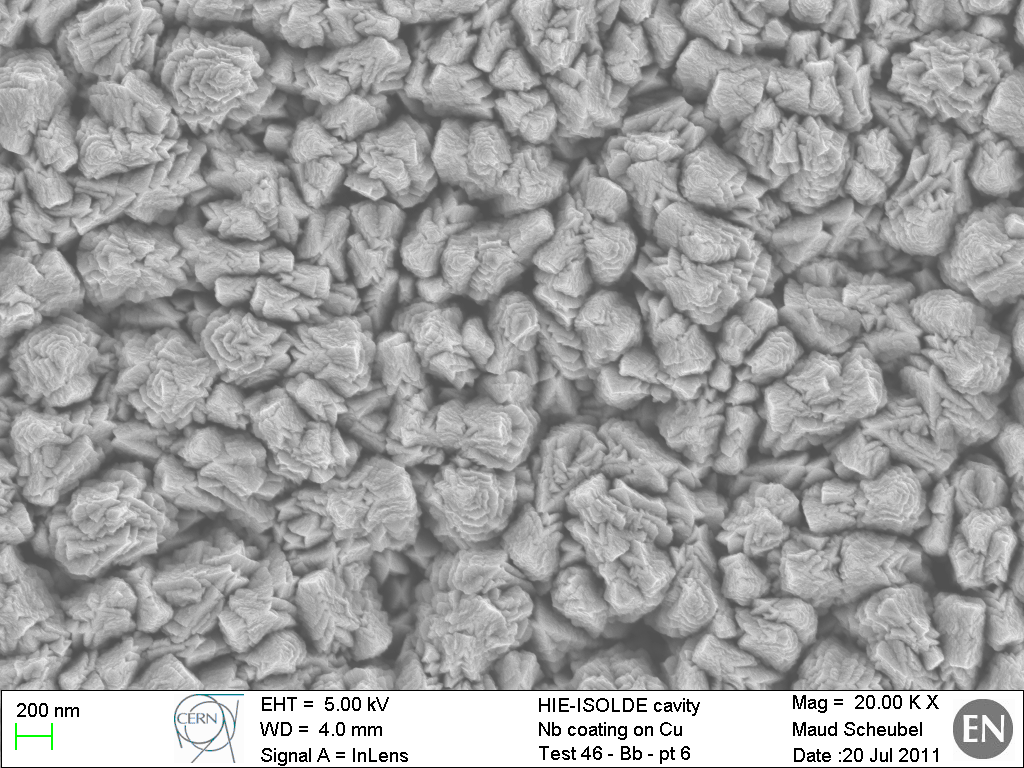 200 nm
CERN
EHT = 5.00 kV
WD = 4.0 mm
Signal A = InLens
HIE-ISOLDE cavity
Nb coating on Cu
Test 46 - Bb - pt 6
Mag = 20.00 K X
Maud Scheubel
Date :20 Jul 2011
EN